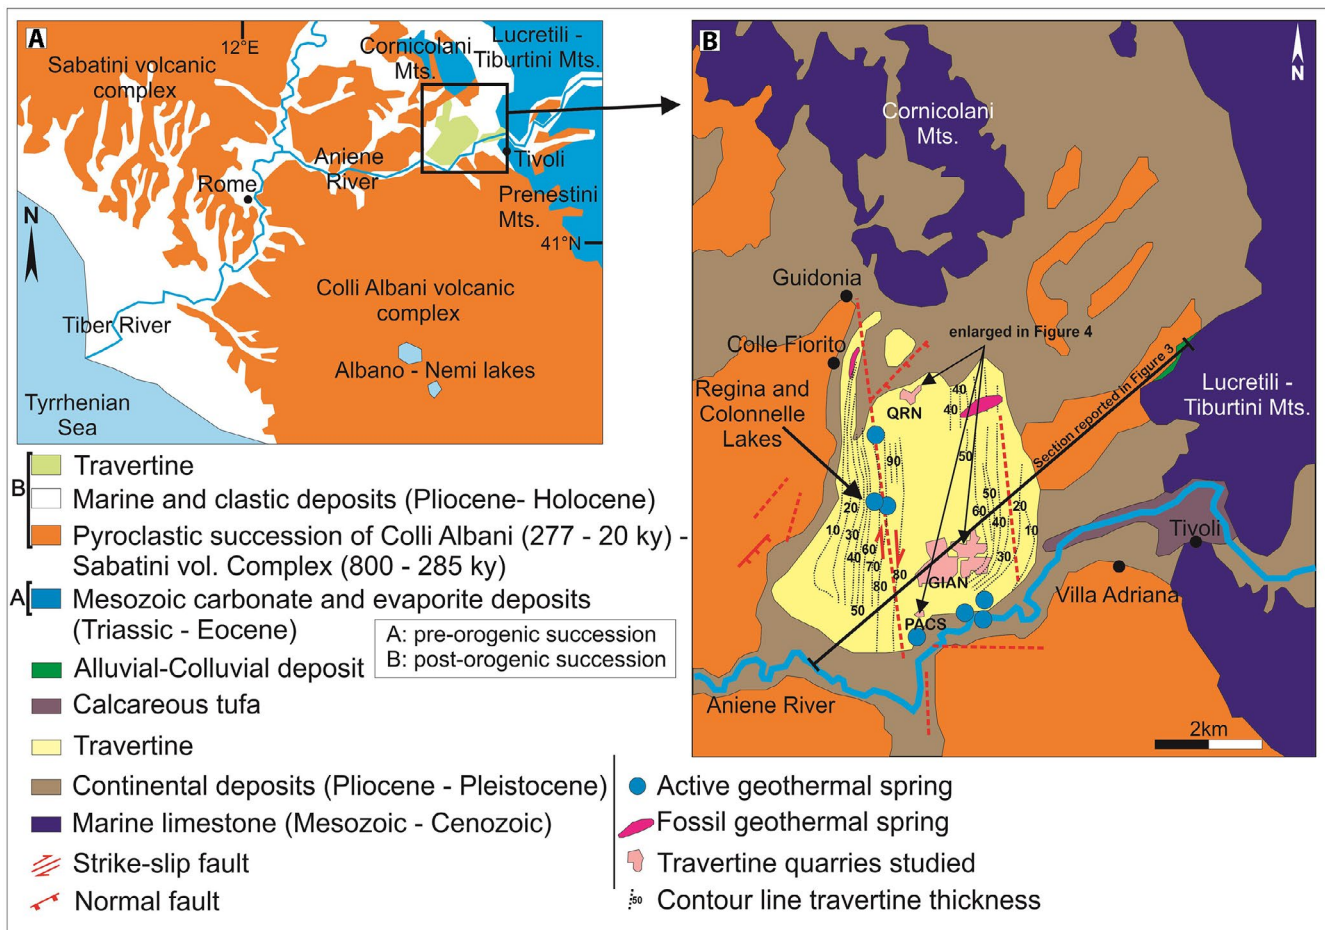 A
12°E
Sabatini volcanic
complex
Cornicolani
Mts.
Lucretili -
Tiburtini Mts.
Aniene
River
Tivoli
Rome
Prenestini
Mts.
N
41°N
Colli Albani volcanic
complex
Tiber River
Albano - Nemi lakes
Tyrrhenian
Sea
B
Travertine
Marine and clastic deposits (Pliocene- Holocene)
Pyroclastic succession of Colli Albani (277 - 20 ky) -
Sabatini vol. Complex (800 - 285 ky)
A
Mesozoic carbonate and evaporite deposits
(Triassic - Eocene)
A: pre-orogenic succession
B: post-orogenic succession
Alluvial-Colluvial deposit
Calcareous tufa
Travertine
Continental deposits (Pliocene - Pleistocene)
Marine limestone (Mesozoic - Cenozoic)
Strike-slip fault
Normal fault
B
N
Cornicolani
Mts.
Guidonia
enlarged in Figure 4
Colle Fiorito
Regina and
Colonnelle
Lakes
QRN
40
40
50
90
Section reported in Figure 3
Lucretili -
Tiburtini Mts.
50
60
40
20
10
30
20
10
30
40
60
70
80
80
50
GIAN
PACS
Tivoli
Villa Adriana
Aniene River
2km
Active geothermal spring
Fossil geothermal spring
Travertine quarries studied
50
Contour line travertine thickness